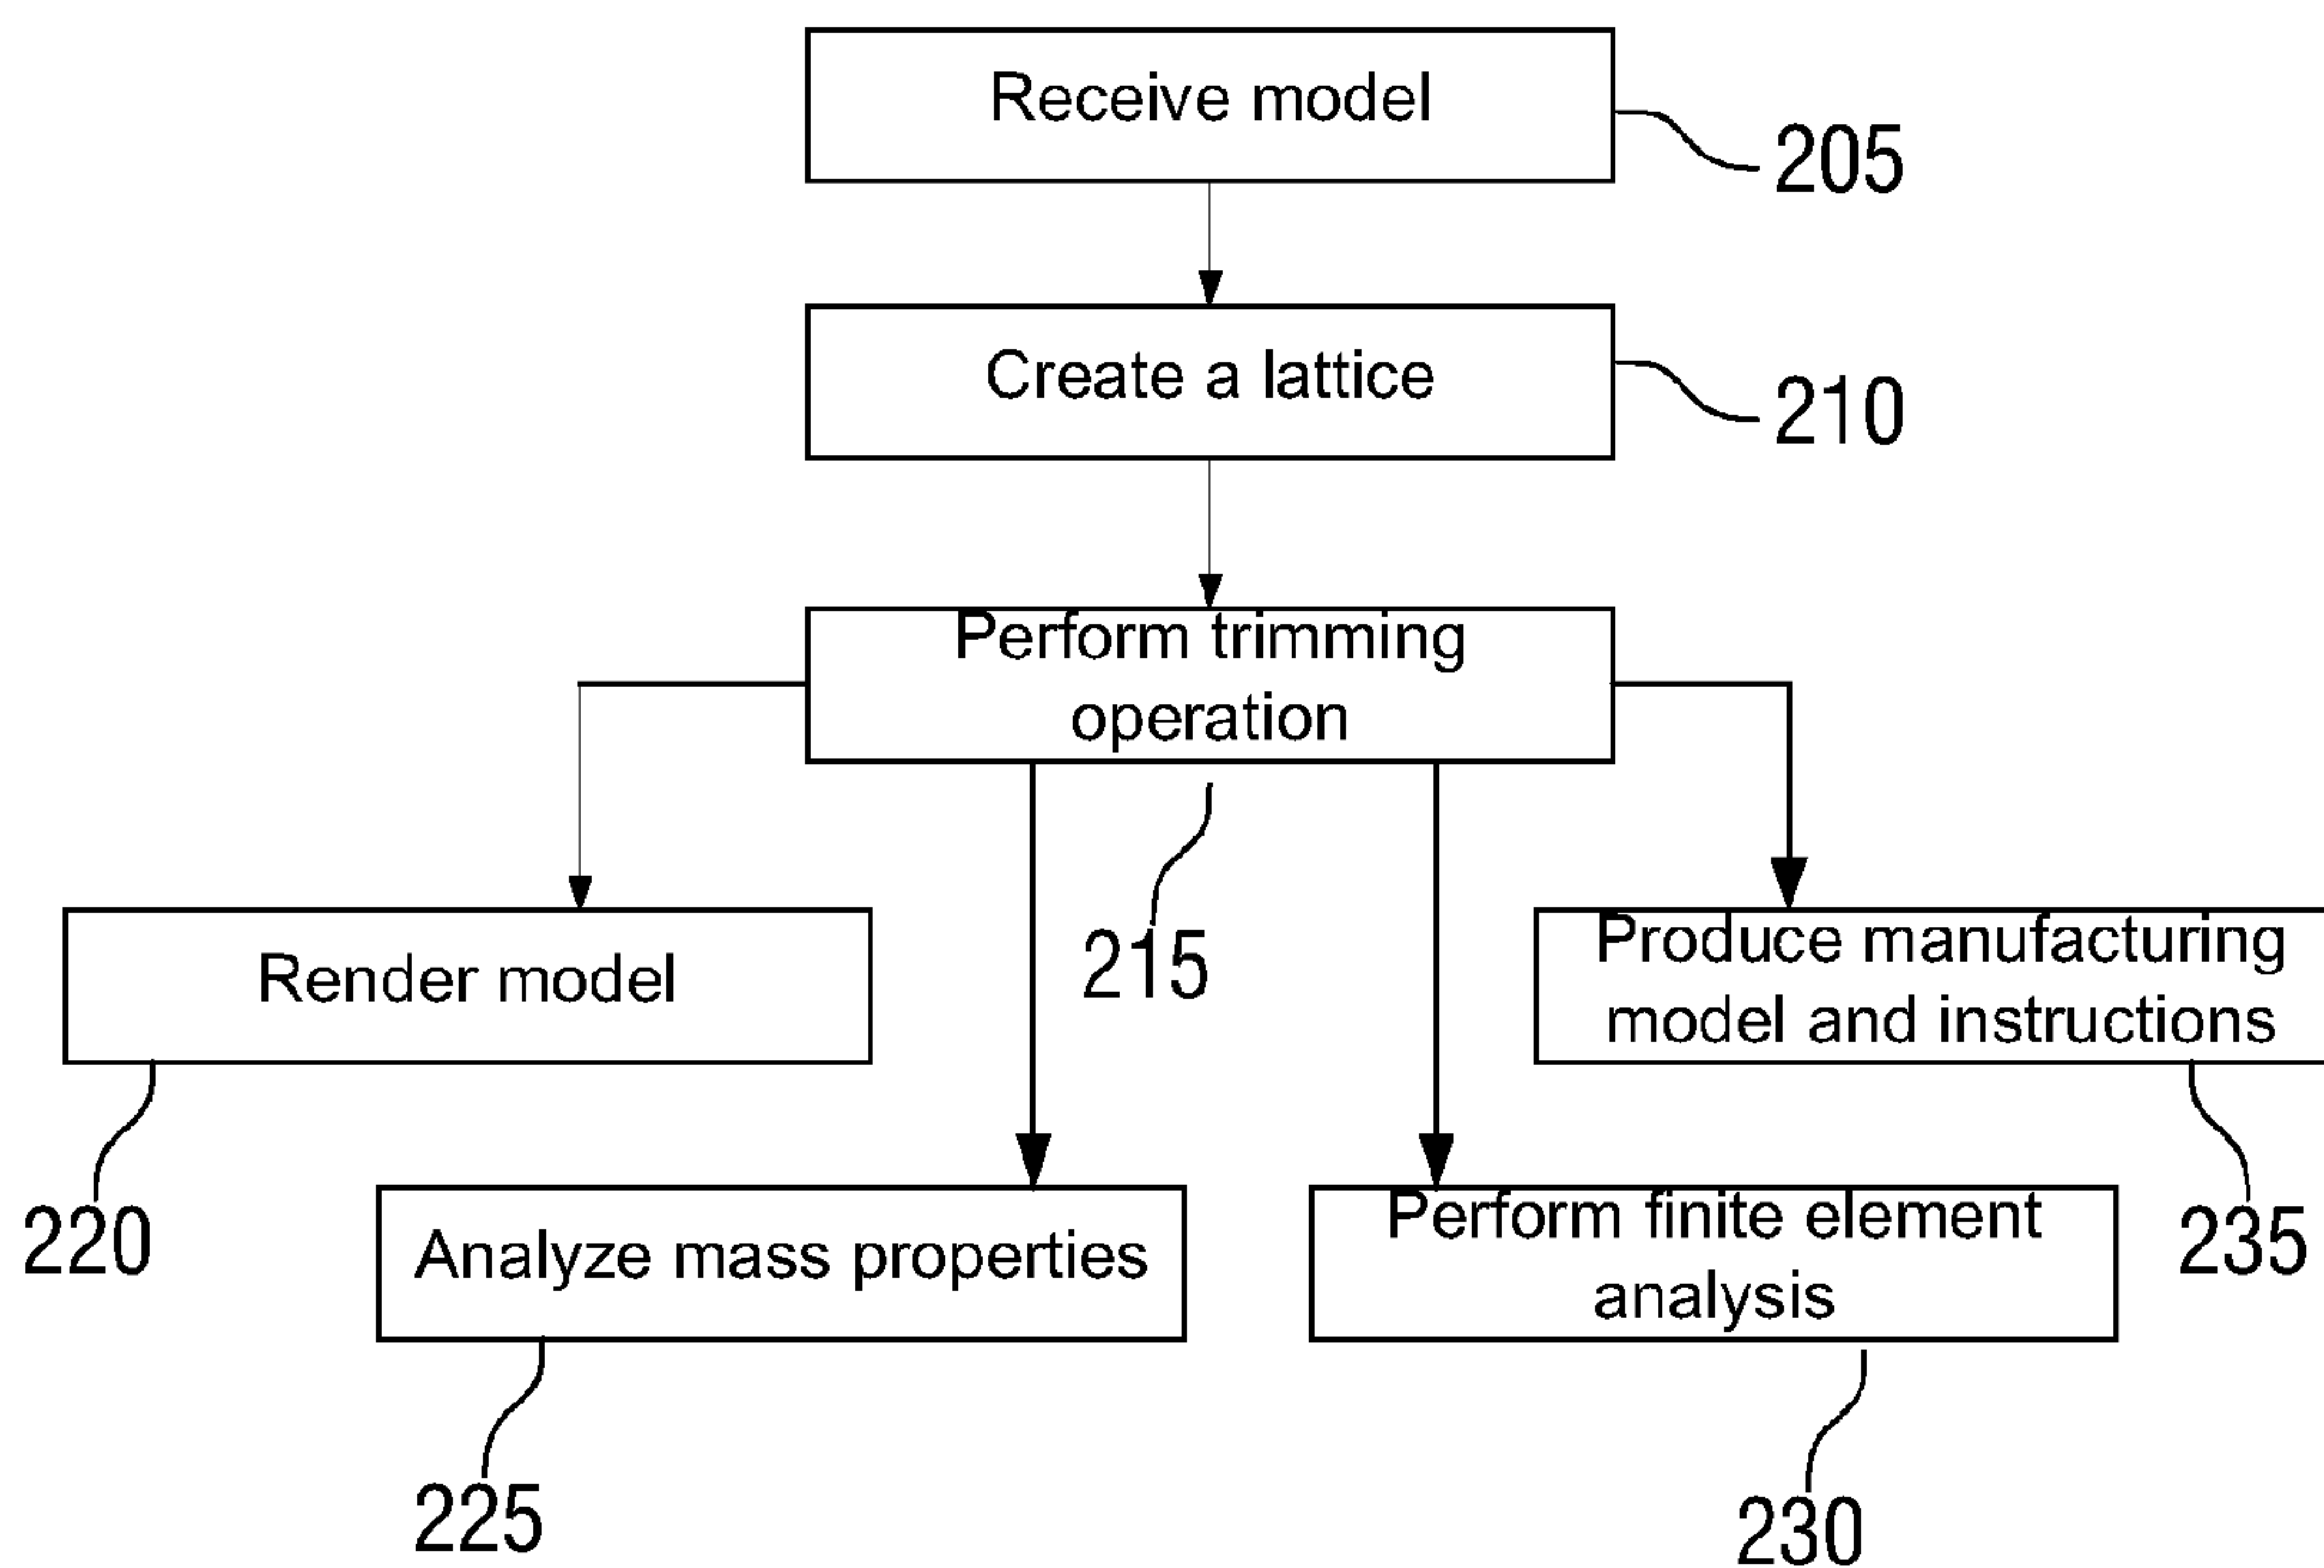 Receive model
205
Create a lattice
210
Perform trimming
operation
215
Render model
220
Produce manufacturing
model and instructions
235
Analyze mass properties
225
Perform finite element
analysis
230